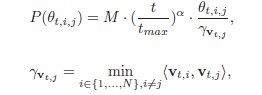 P(θ_{t,i,j}) = M · (t / t_{max})^α · θ_{t,i,j} / γ_{v_{t,j}},
γ_{v_{t,j}} = min_{i∈{1,...,N},i≠j} ⟨v_{t,i}, v_{t,j}⟩,